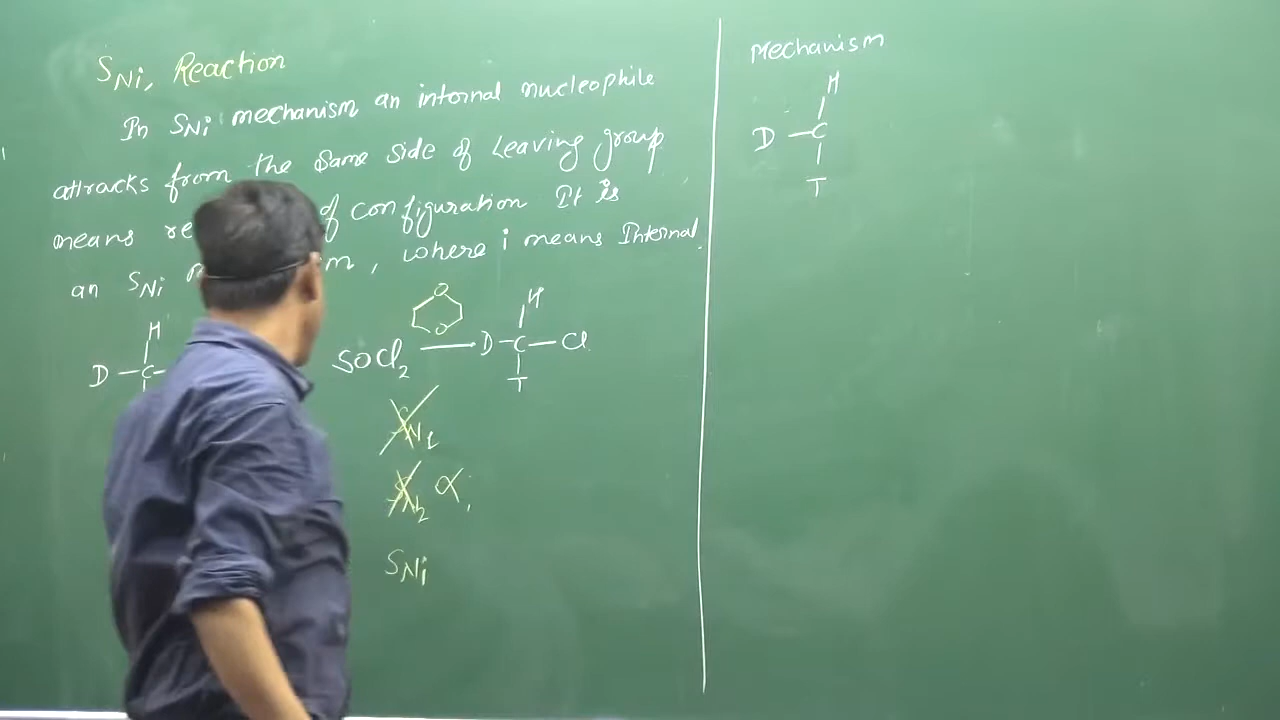 SNi, Reaction
In SNi mechanism an internal nucleophile
attracks from the same side of Leaving group
means of configuration It is
an SNi, where i means Internal.
H
D - C -
SOCl2
O
O
H
D - C - Cl
T
SN1
SN2 α,
SNi
Mechanism
H
D - C
T